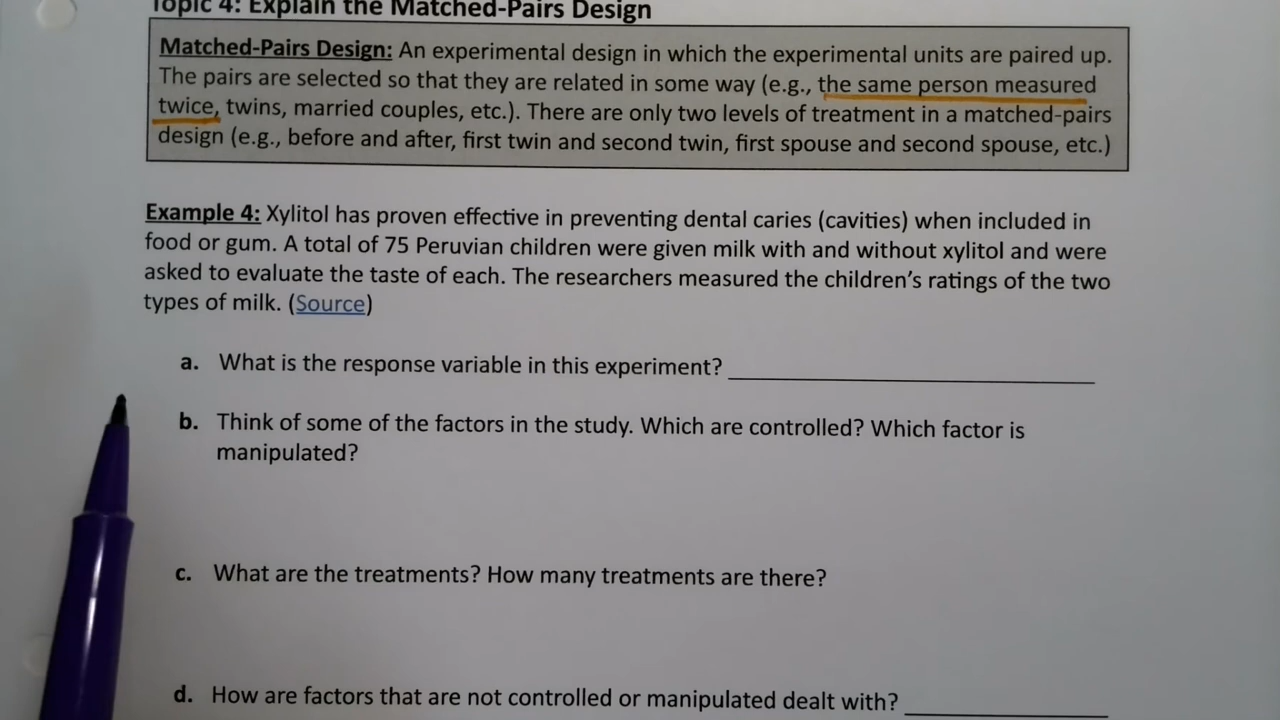 Topic 4: Explain the Matched-Pairs Design
Matched-Pairs Design: An experimental design in which the experimental units are paired up.
The pairs are selected so that they are related in some way (e.g., the same person measured
twice, twins, married couples, etc.). There are only two levels of treatment in a matched-pairs
design (e.g., before and after, first twin and second twin, first spouse and second spouse, etc.)
Example 4: Xylitol has proven effective in preventing dental caries (cavities) when included in
food or gum. A total of 75 Peruvian children were given milk with and without xylitol and were
asked to evaluate the taste of each. The researchers measured the children’s ratings of the two
types of milk. (Source)
a. What is the response variable in this experiment?
b. Think of some of the factors in the study. Which are controlled? Which factor is
manipulated?
c. What are the treatments? How many treatments are there?
d. How are factors that are not controlled or manipulated dealt with?